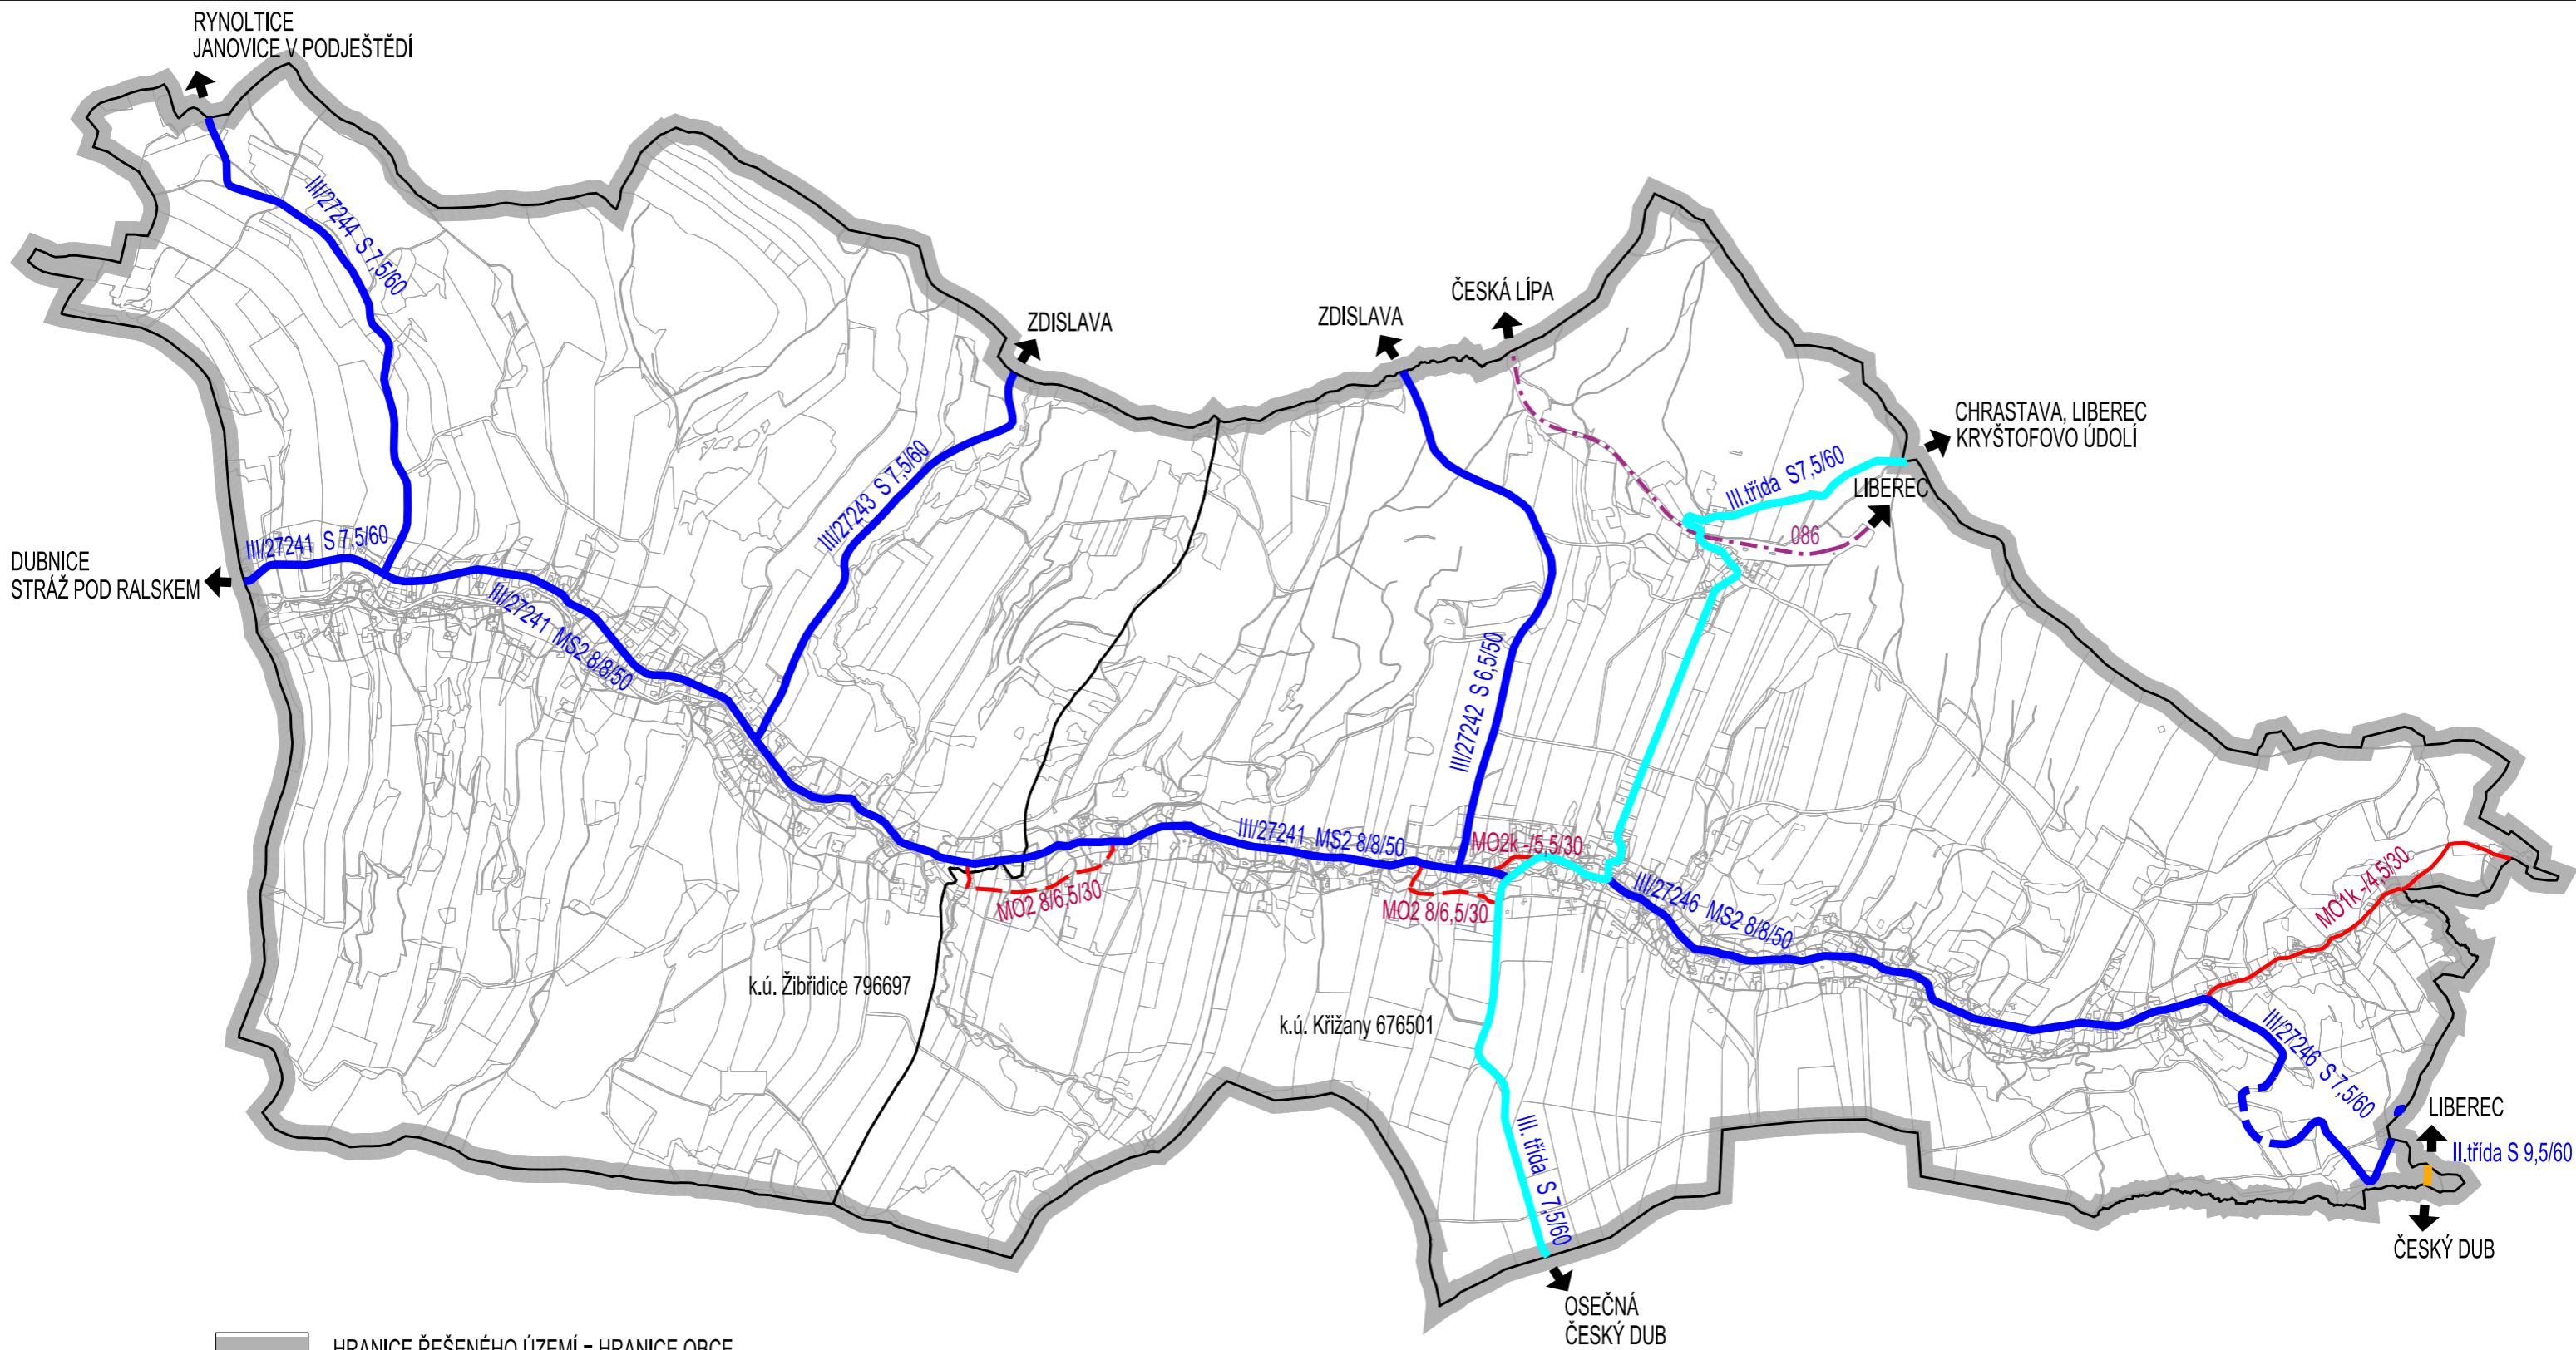 RYNOLTICE
JANOVICE V PODJEŠTĚDÍ
III/27244 S 7,5/60
ZDISLAVA
ZDISLAVA
ČESKÁ LÍPA
CHRASTAVA, LIBEREC
KRYŠTOFOVO ÚDOLÍ
III.třída S7,5/60
LIBEREC
086
III/27243 S 7,5/60
III/27241 S 7,5/60
DUBNICE
STRÁŽ POD RALSKEM
III/27241 MS2 8/8/50
III/27242 S 6,5/50
III/27241 MS2 8/8/50
MO2k -/5,5/30
MO2 8/6,5/30
MO2 8/6,5/30
III/27246 MS2 8/8/50
MO1k -/4,5/30
k.ú. Žibřidice 796697
k.ú. Křižany 676501
III/27246 S 7,5/60
LIBEREC
II.třída S 9,5/60
III. třída S 7,5/60
ČESKÝ DUB
OSEČNÁ
ČESKÝ DUB
HRANICE ŘEŠENÉHO ÚZEMÍ = HRANICE OBCE